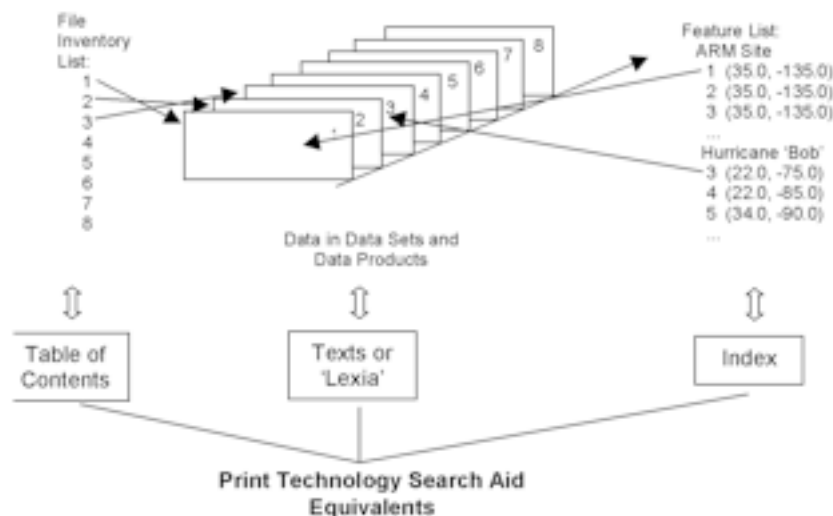 File
Inventory
List:
1
2
3
4
5
6
7
8
1
2
3
4
5
6
7
8
Feature List:
ARM Site
1 (35.0, -135.0)
2 (35.0, -135.0)
3 (35.0, -135.0)
...
Hurricane 'Bob'
3 (22.0, -75.0)
4 (22.0, -85.0)
5 (34.0, -90.0)
...
Data in Data Sets and
Data Products
Table of
Contents
Texts or
'Lexia'
Index
Print Technology Search Aid
Equivalents